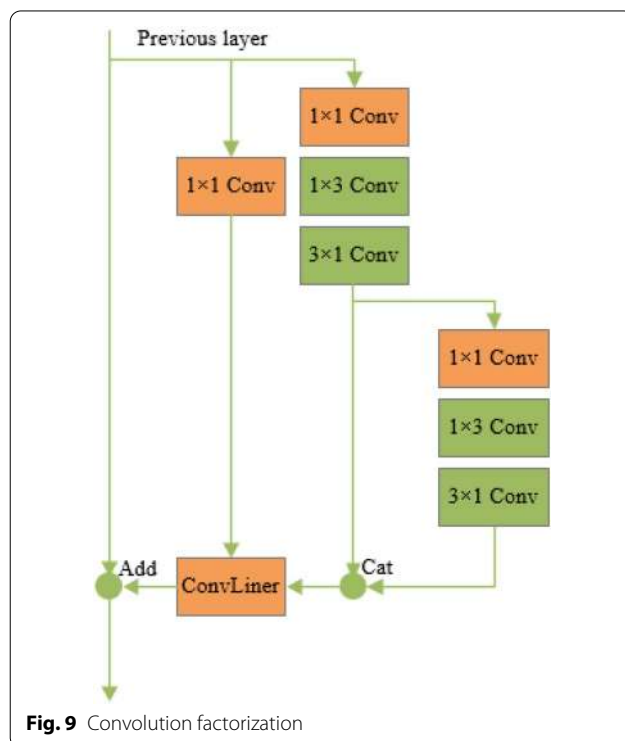 Previous layer
1×1 Conv
1×1 Conv
1×3 Conv
3×1 Conv
1×1 Conv
1×3 Conv
3×1 Conv
Add
ConvLiner
Cat
Fig. 9 Convolution factorization